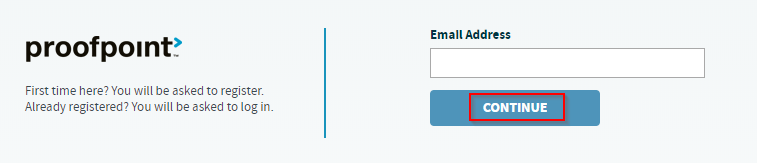 proofpoint
First time here? You will be asked to register.
Already registered? You will be asked to log in.
Email Address
CONTINUE